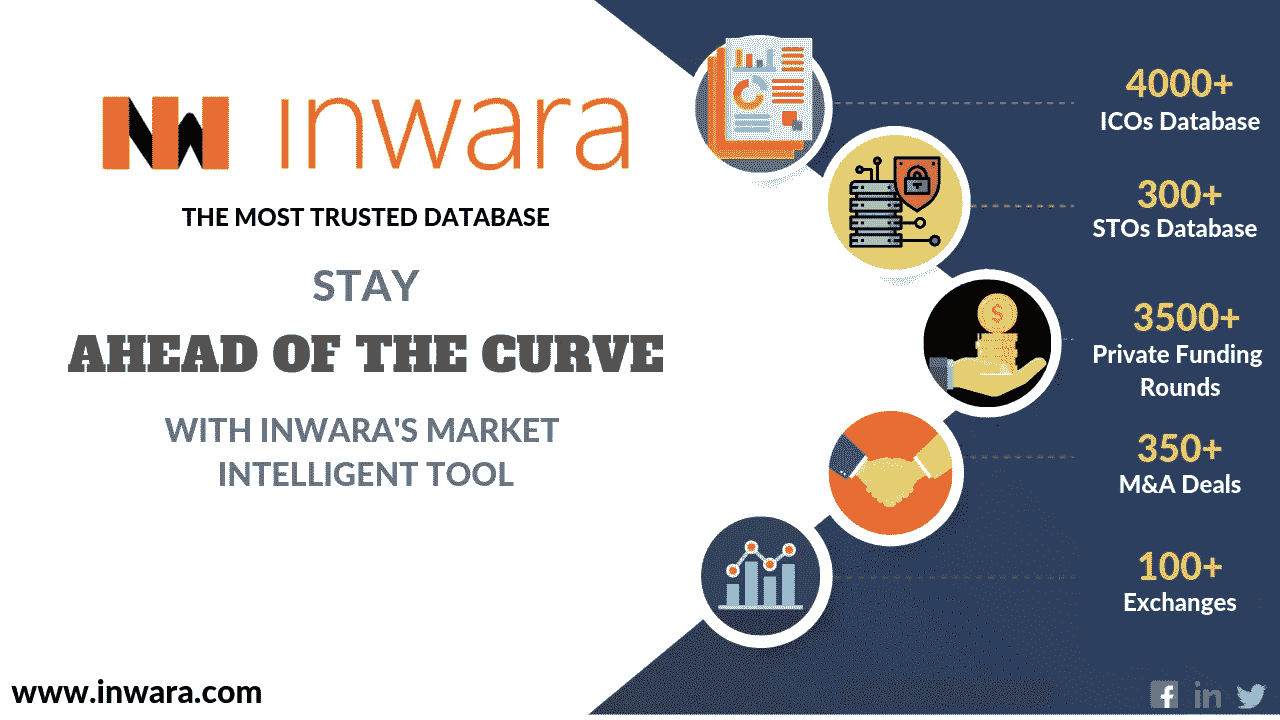 inwara
THE MOST TRUSTED DATABASE
STAY
AHEAD OF THE CURVE
WITH INWARA'S MARKET
INTELLIGENT TOOL
www.inwara.com
4000+
ICOs Database
300+
STOs Database
3500+
Private Funding
Rounds
350+
M&A Deals
100+
Exchanges